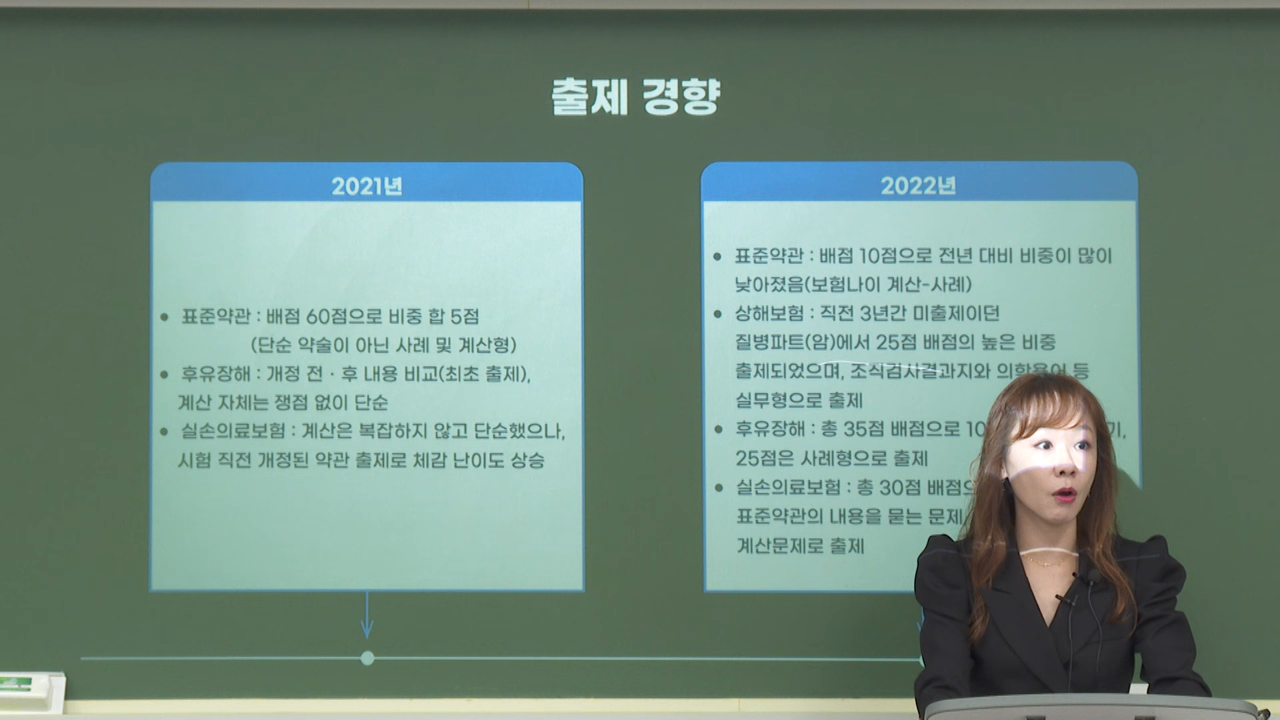 출제 경향
2021년
표준약관 : 배점 60점으로 비중 합 5점
(단순 약술이 아닌 사례 및 계산형)
후유장해 : 개정 전·후 내용 비교(최초 출제),
계산 자체는 쟁점 없이 단순
실손의료보험 : 계산은 복잡하지 않고 단순했으나,
시험 직전 개정된 약관 출제로 체감 난이도 상승
2022년
표준약관 : 배점 10점으로 전년 대비 비중이 많이
낮아졌음(보험나이 계산-사례)
상해보험 : 직전 3년간 미출제이던
질병파트(암)에서 25점 배점의 높은 비중
출제되었으며, 조직검사결과지와 의학용어 등
실무형으로 출제
후유장해 : 총 35점 배점으로 10
25점은 사례형으로 출제
실손의료보험 : 총 30점
표준약관의 내용을 묻는 문제,
계산문제로 출제